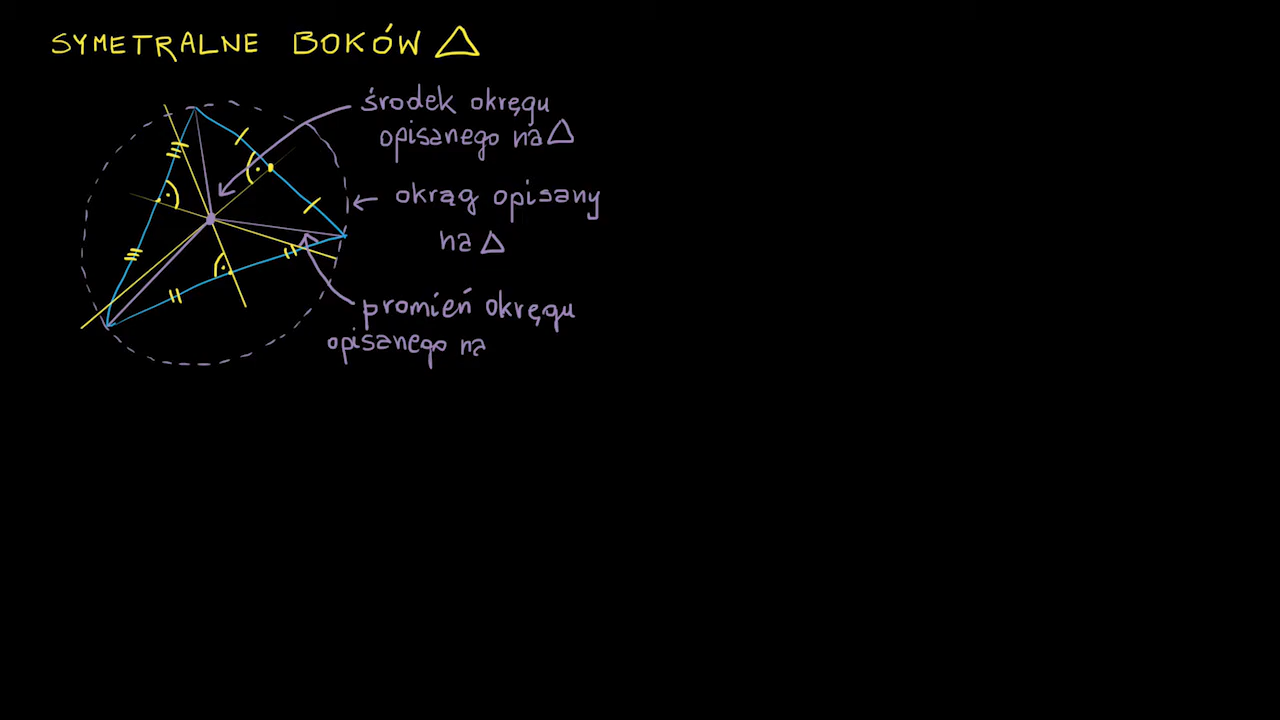 SYMETRALNE BOKÓW △
środek okręgu
opisanego na △
okrąg opisany
na △
promień okręgu
opisanego na